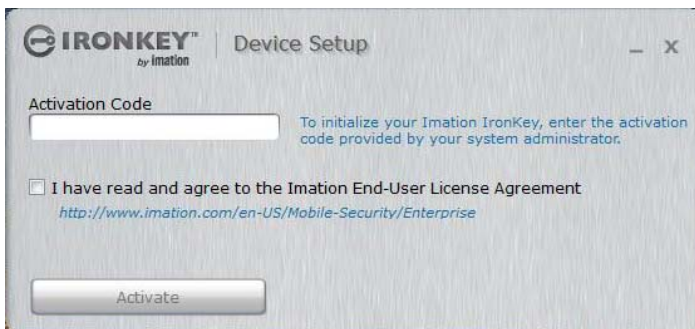 IRONKEY™
by imation
Device Setup
Activation Code
To initialize your Imation IronKey, enter the activation
code provided by your system administrator.
I have read and agree to the Imation End-User License Agreement
http://www.imation.com/en-US/Mobile-Security/Enterprise
Activate